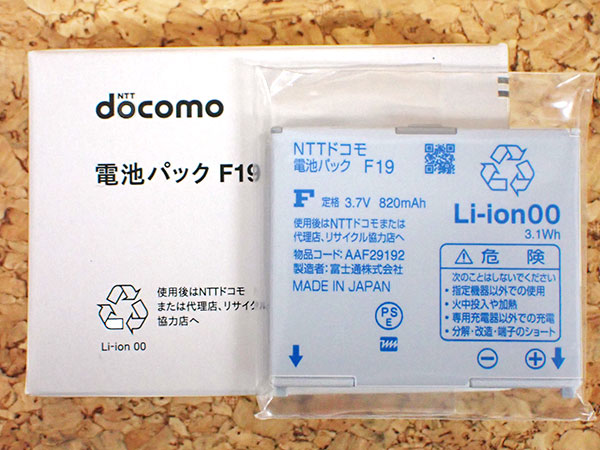 NTT
docomo
電池パック F19
使用後はNTTドコモ
または代理店、リサイクル
協力店へ
Li-ion 00
NTTドコモ
電池パック F19
F 定格 3.7V 820mAh
使用後はNTTドコモまたは
代理店、リサイクル協力店へ
物品コード:AAF29192
製造者:富士通株式会社
MADE IN JAPAN
PS
E
Li-ion00
3.1Wh
危険
次のことはしないでください
・指定機器以外での使用
・火中投入や加熱
・専用充電器以外での充電
・分解・改造・端子のショート